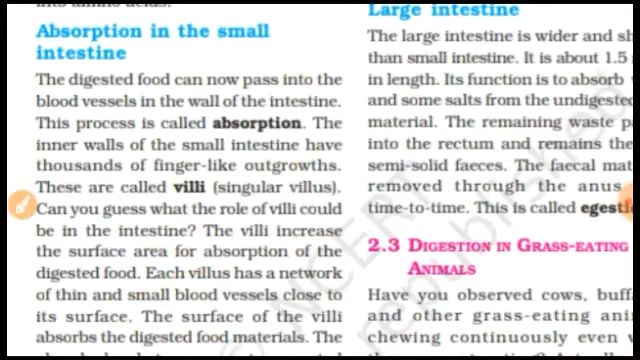 into amino acids.
Absorption in the small
intestine
The digested food can now pass into the
blood vessels in the wall of the intestine.
This process is called absorption. The
inner walls of the small intestine have
thousands of finger-like outgrowths.
These are called villi (singular villus).
Can you guess what the role of villi could
be in the intestine? The villi increase
the surface area for absorption of the
digested food. Each villus has a network
of thin and small blood vessels close to
its surface. The surface of the villi
absorbs the digested food materials. The
Large intestine
The large intestine is wider and
than small intestine. It is about 1.5
in length. Its function is to absorb
and some salts from the undigested
material. The remaining waste
into the rectum and remains the
semi-solid faeces. The faecal
removed through the anus
time-to-time. This is called
2.3 DIGESTION IN GRASS-EATING
ANIMALS
Have you observed cows,
and other grass-eating
chewing continuously even
© NCERT
republished